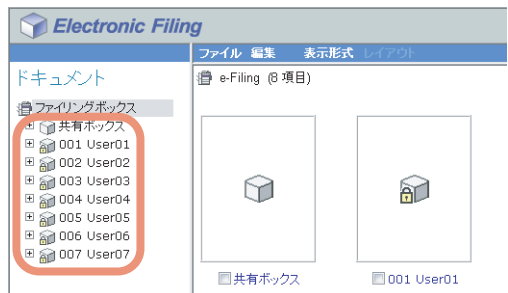 Electronic Filing
ファイル 編集 表示形式 レイアウト
ドキュメント
e-Filing (8 項目)
ファイリングボックス
共有ボックス
001 User01
002 User02
003 User03
004 User04
005 User05
006 User06
007 User07
共有ボックス
001 User01